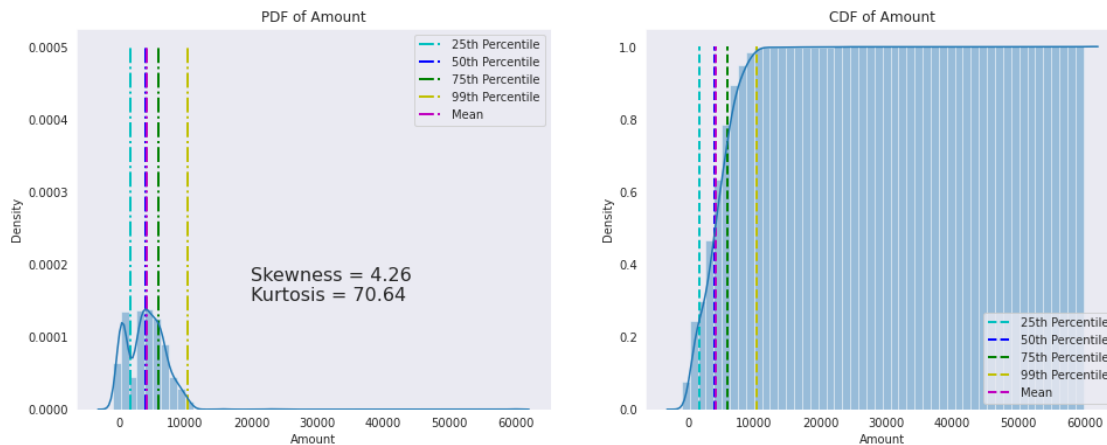 PDF of Amount
0.0005
0.0004
0.0003
0.0002
0.0001
0.0000
Density
25th Percentile
50th Percentile
75th Percentile
99th Percentile
Mean
Skewness = 4.26
Kurtosis = 70.64
0 10000 20000 30000 40000 50000 60000
Amount
CDF of Amount
1.0
0.8
0.6
0.4
0.2
0.0
Density
25th Percentile
50th Percentile
75th Percentile
99th Percentile
Mean
0 10000 20000 30000 40000 50000 60000
Amount